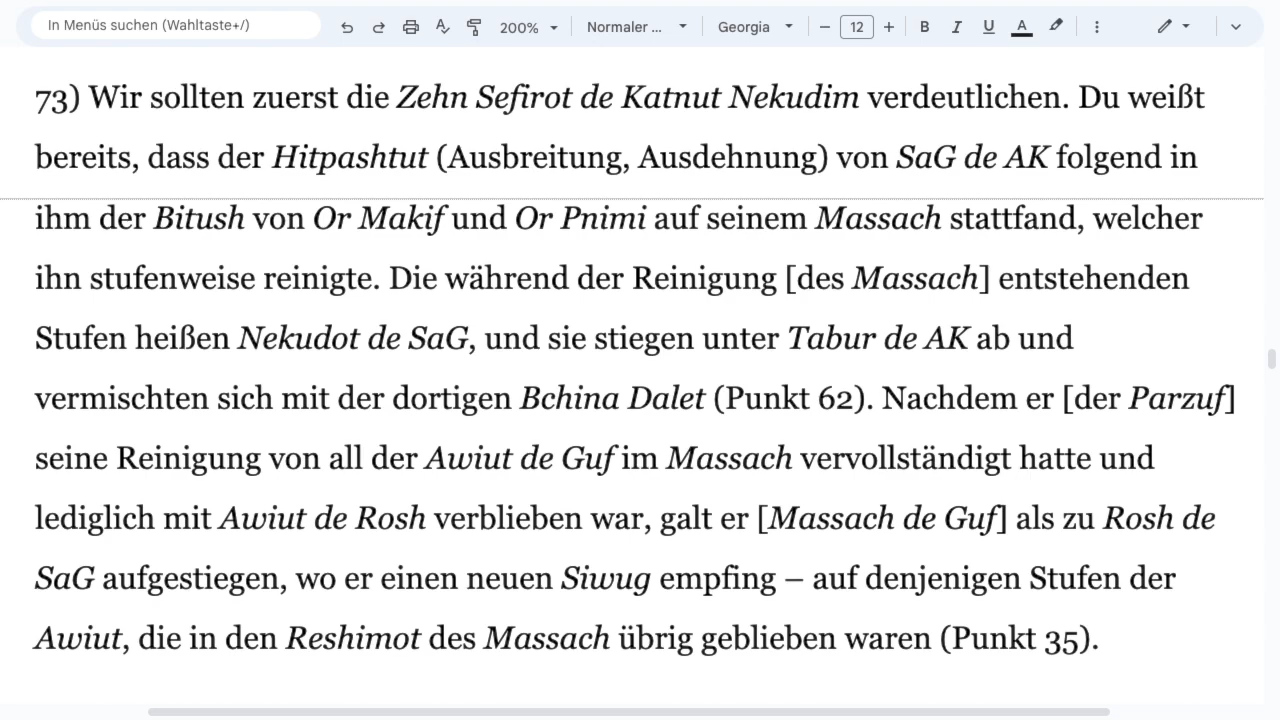 In Menüs suchen (Wahltaste+/) 200% Normaler ... Georgia − 12 + B I U A
73) Wir sollten zuerst die Zehn Sefirot de Katnut Nekudim verdeutlichen. Du weißt
bereits, dass der Hitpashtut (Ausbreitung, Ausdehnung) von SaG de AK folgend in
ihm der Bitush von Or Makif und Or Pnimi auf seinem Massach stattfand, welcher
ihn stufenweise reinigte. Die während der Reinigung [des Massach] entstehenden
Stufen heißen Nekudot de SaG, und sie stiegen unter Tabur de AK ab und
vermischten sich mit der dortigen Bchina Dalet (Punkt 62). Nachdem er [der Parzuf]
seine Reinigung von all der Awiut de Guf im Massach vervollständigt hatte und
lediglich mit Awiut de Rosh verblieben war, galt er [Massach de Guf] als zu Rosh de
SaG aufgestiegen, wo er einen neuen Siwug empfing – auf denjenigen Stufen der
Awiut, die in den Reshimot des Massach übrig geblieben waren (Punkt 35).